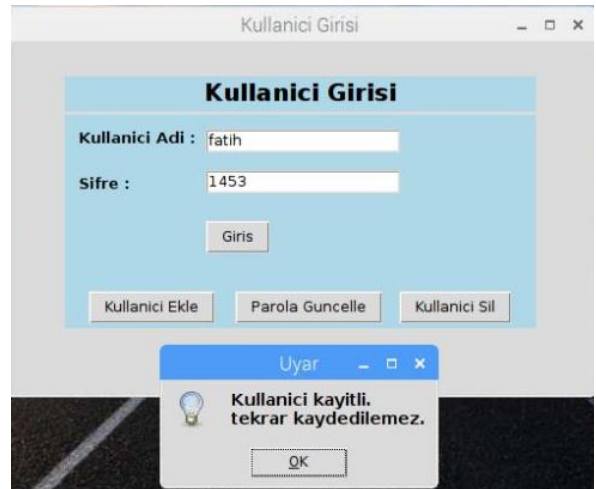 Kullanici Girisi
Kullanici Girisi
Kullanici Adi : fatih
Sifre : 1453
Giris
Kullanici Ekle Parola Guncelle Kullanici Sil
Uyar
Kullanici kayitli.
tekrar kaydedilemez.
OK